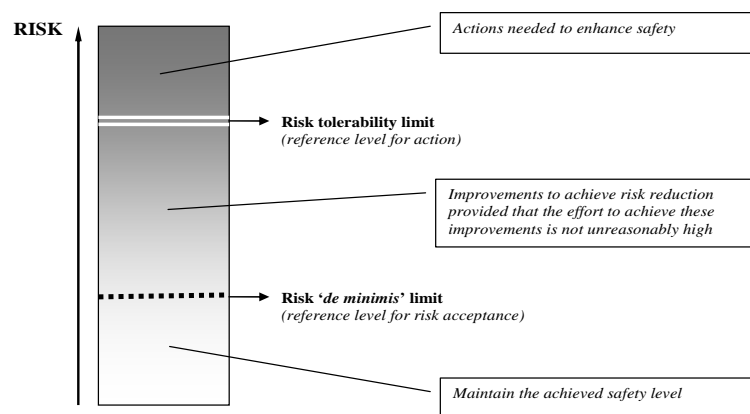 RISK
Actions needed to enhance safety
Risk tolerability limit
(reference level for action)
Improvements to achieve risk reduction
provided that the effort to achieve these
improvements is not unreasonably high
Risk ‘de minimis’ limit
(reference level for risk acceptance)
Maintain the achieved safety level